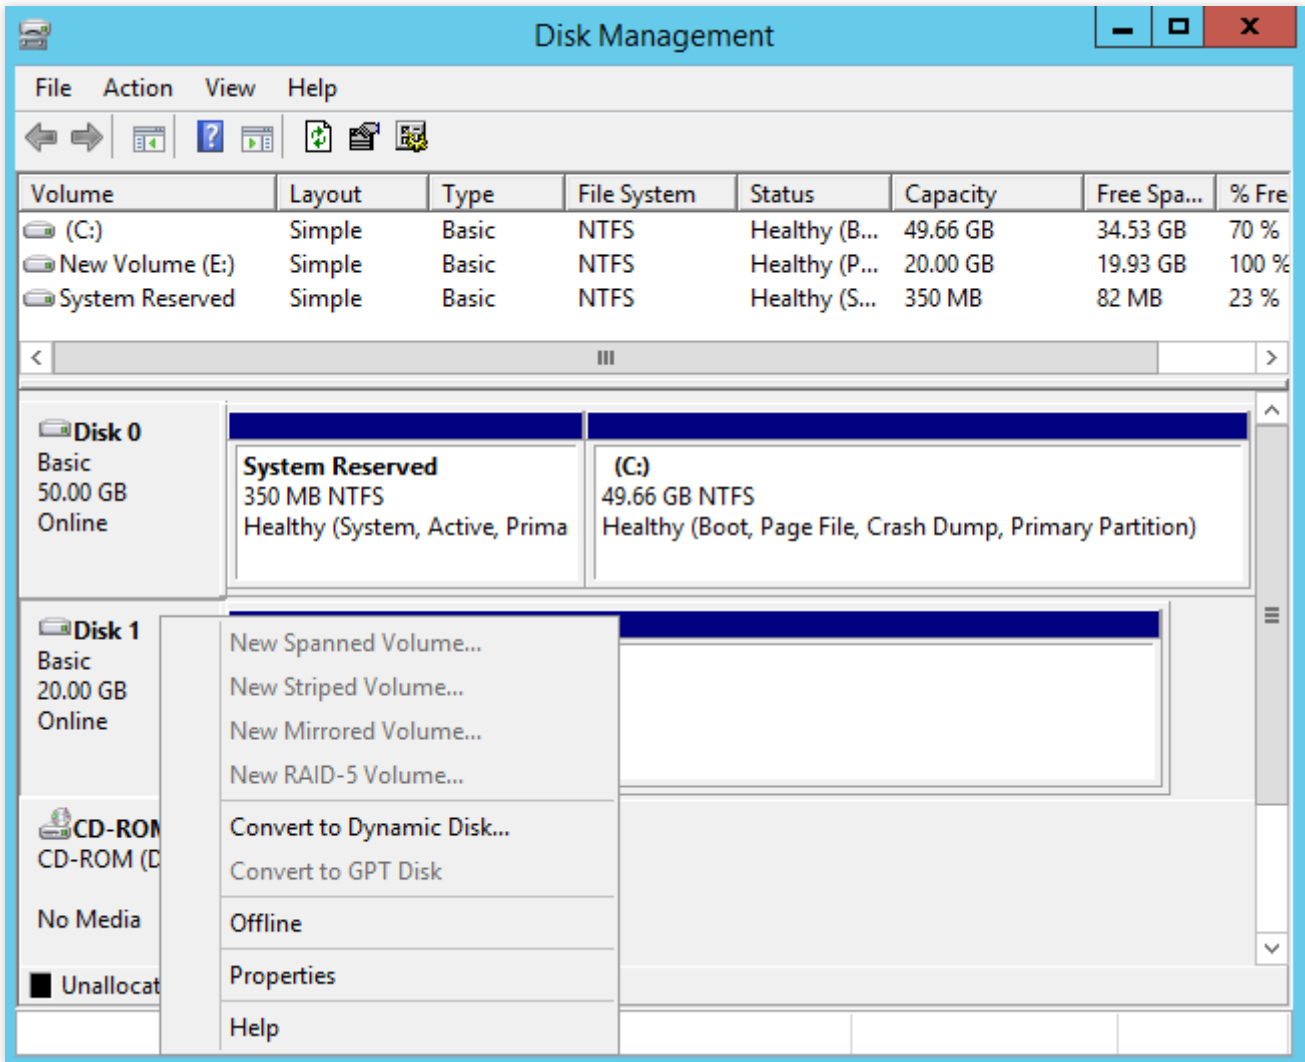 Disk Management
File Action View Help
Volume Layout Type File System Status Capacity Free Spa... % Fre
(C:) Simple Basic NTFS Healthy (B... 49.66 GB 34.53 GB 70 %
New Volume (E:) Simple Basic NTFS Healthy (P... 20.00 GB 19.93 GB 100 %
System Reserved Simple Basic NTFS Healthy (S... 350 MB 82 MB 23 %
Disk 0
Basic
50.00 GB
Online
System Reserved
350 MB NTFS
Healthy (System, Active, Prima
(C:)
49.66 GB NTFS
Healthy (Boot, Page File, Crash Dump, Primary Partition)
Disk 1
Basic
20.00 GB
Online
New Spanned Volume...
New Striped Volume...
New Mirrored Volume...
New RAID-5 Volume...
Convert to Dynamic Disk...
Convert to GPT Disk
Offline
Properties
Help
CD-ROM
CD-ROM (D
No Media
Unallocat